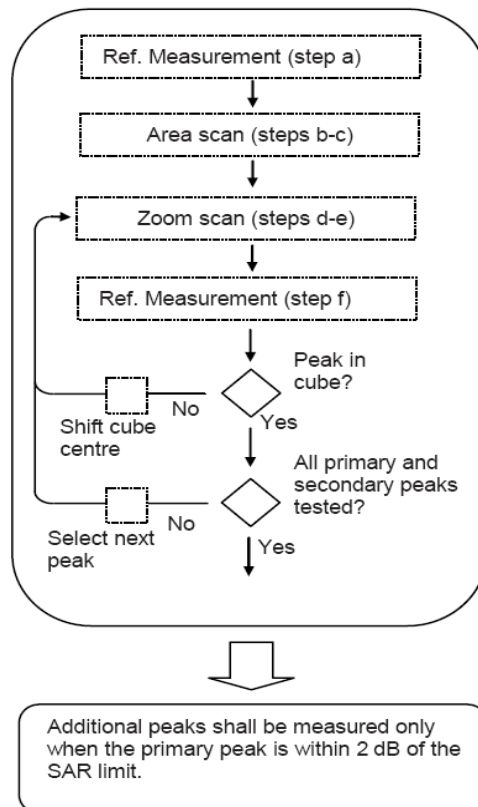 Ref. Measurement (step a)
Area scan (steps b-c)
Zoom scan (steps d-e)
Ref. Measurement (step f)
Peak in
cube?
No
Yes
Shift cube
centre
All primary and
secondary peaks
tested?
No
Yes
Select next
peak
Additional peaks shall be measured only
when the primary peak is within 2 dB of the
SAR limit.